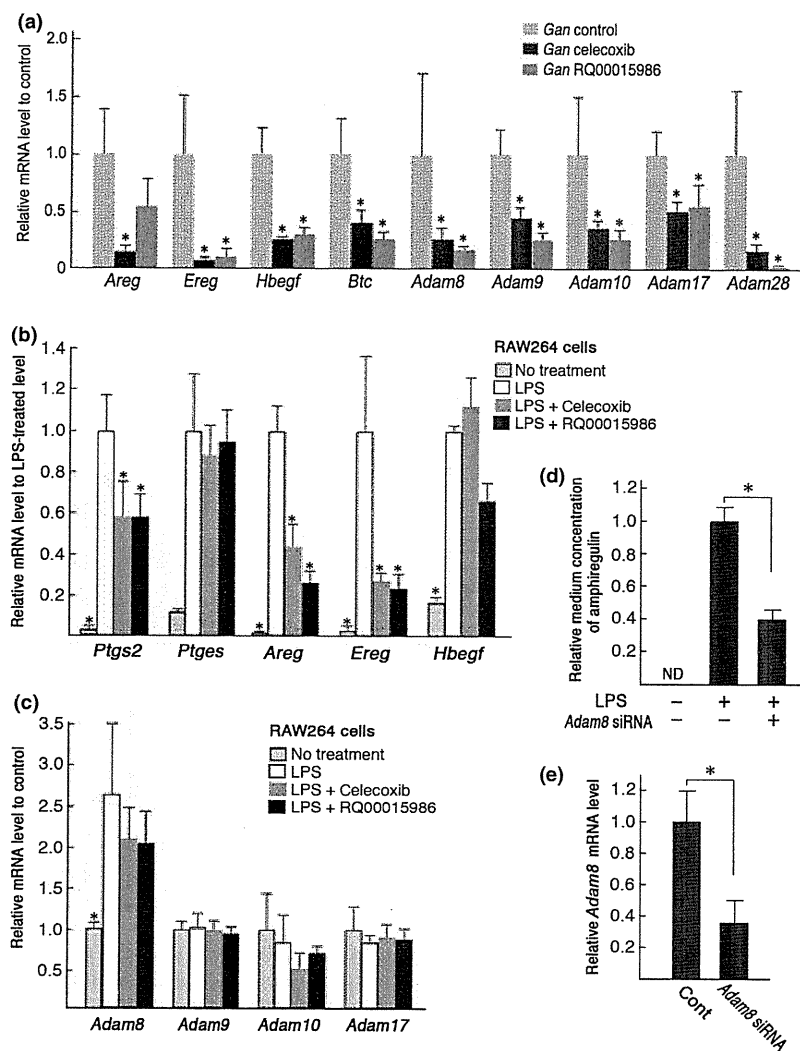 (a)
Gan control
Gan celecoxib
Gan RQ00015986
Relative mRNA level to control
2.0
1.5
1.0
0.5
0
* * * * * * * * * * * * * * * * *
Areg Ereg Hbegf Btc Adam8 Adam9 Adam10 Adam17 Adam28
(b)
RAW264 cells
No treatment
LPS
LPS + Celecoxib
LPS + RQ00015986
Relative mRNA level to LPS-treated level
1.4
1.2
1.0
0.8
0.6
0.4
0.2
* * * * * * * * * *
Ptgs2 Ptges Areg Ereg Hbegf
(c)
RAW264 cells
No treatment
LPS
LPS + Celecoxib
LPS + RQ00015986
Relative mRNA level to control
3.5
3.0
2.5
2.0
1.5
1.0
0.5
*
Adam8 Adam9 Adam10 Adam17
(d)
Relative medium concentration
of amphiregulin
1.2
1.0
0.8
0.6
0.4
0.2
*
ND
LPS − + +
Adam8 siRNA − − +
(e)
Relative Adam8 mRNA level
1.2
1.0
0.8
0.6
0.4
0.2
*
Cont
Adam8 siRNA